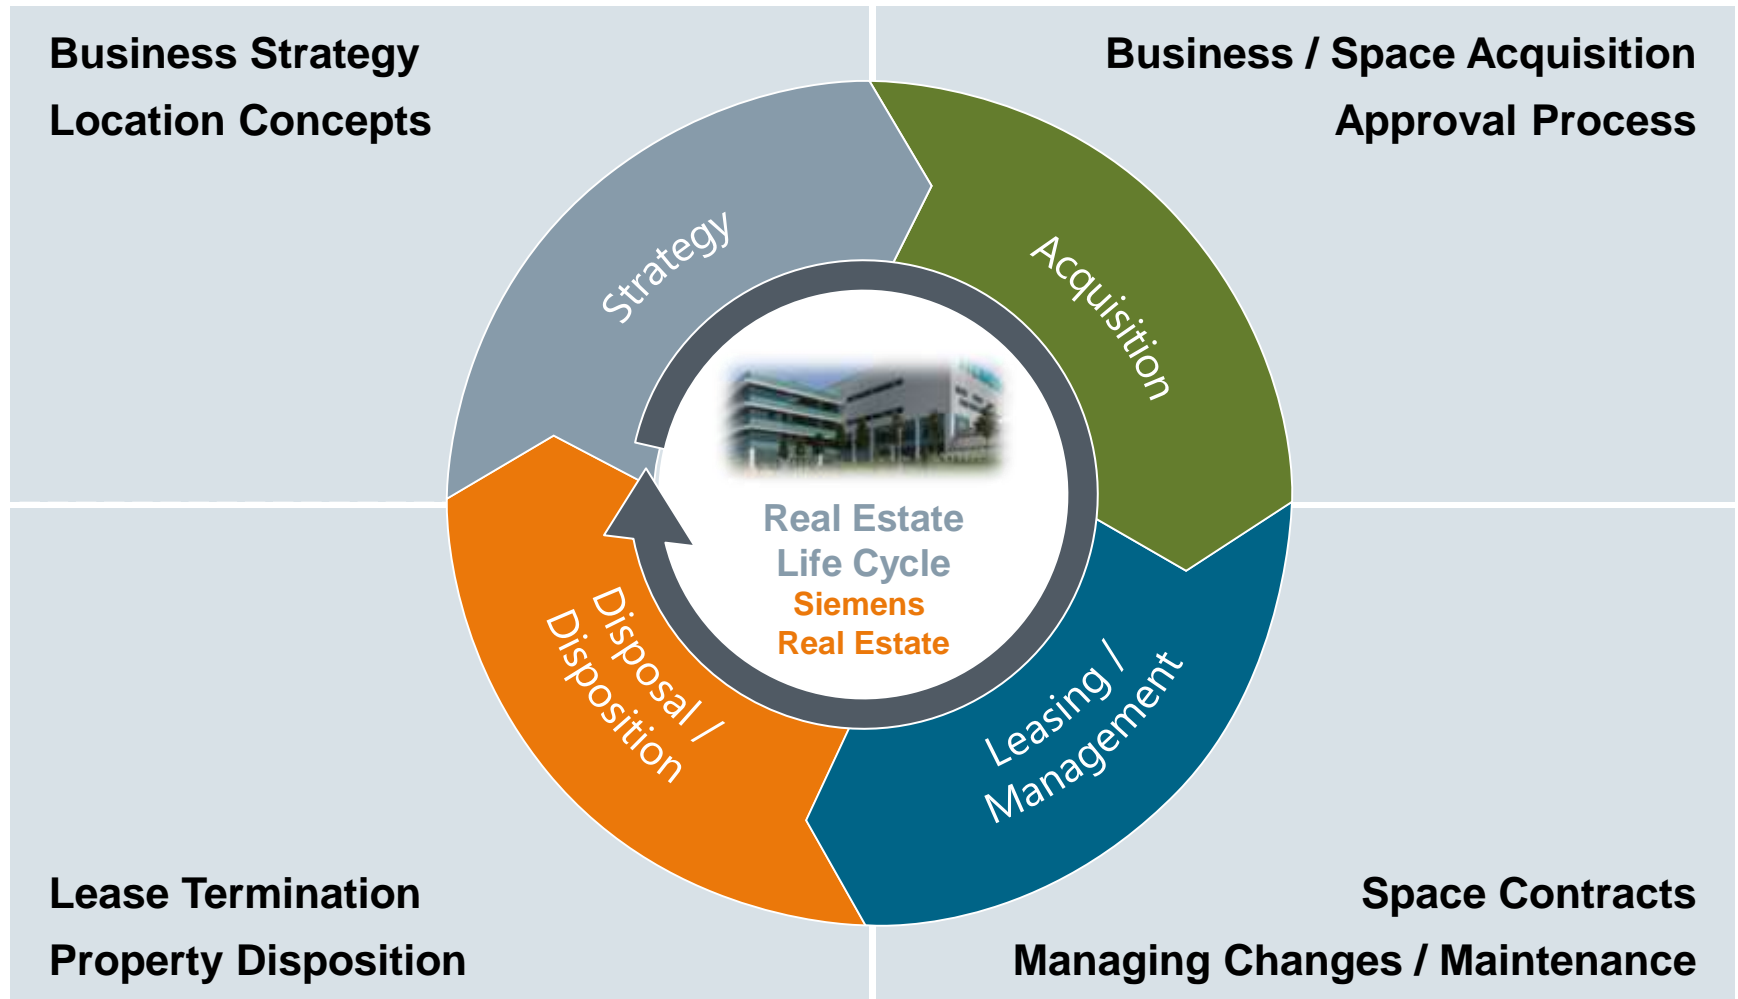 Business Strategy
Location Concepts
Business / Space Acquisition
Approval Process
Strategy
Acquisition
Real Estate
Life Cycle
Siemens
Real Estate
Disposal /
Disposition
Leasing /
Management
Lease Termination
Property Disposition
Space Contracts
Managing Changes / Maintenance